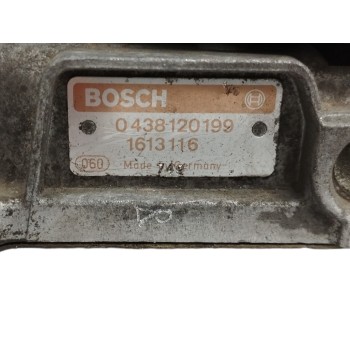 BOSCH
0 438 120 199
1613116
060 Made in Germany